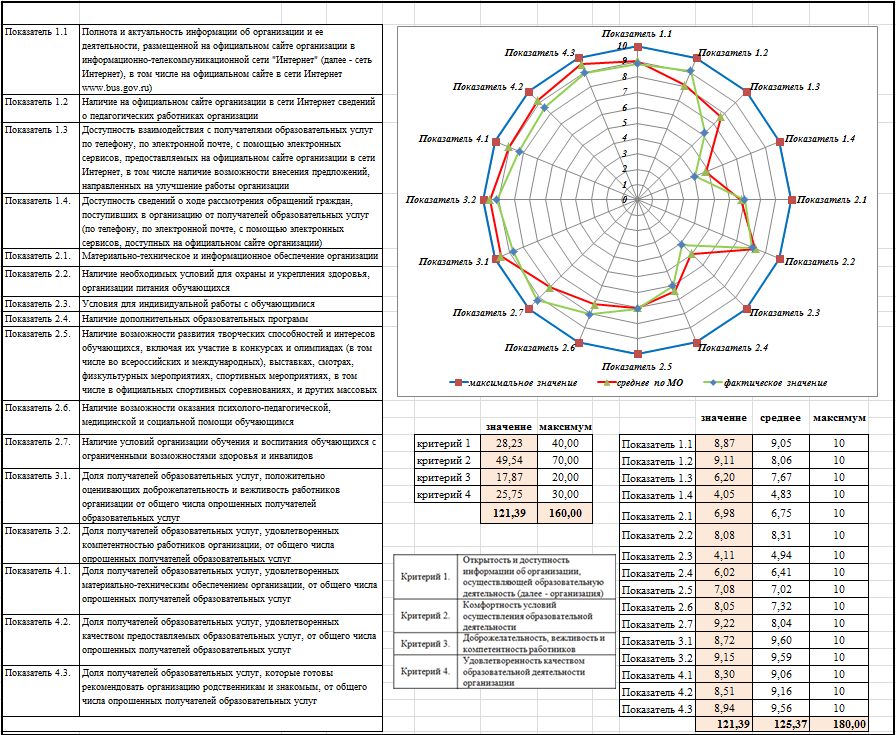 Показатель 1.1 Полнота и актуальность информации об организации и ее
деятельности, размещенной на официальном сайте организации в
информационно-телекоммуникационной сети "Интернет" (далее - сеть
Интернет), в том числе на официальном сайте в сети Интернет
www.bus.gov.ru)
Показатель 1.2 Наличие на официальном сайте организации в сети Интернет сведений
о педагогических работниках организации
Показатель 1.3 Доступность взаимодействия с получателями образовательных услуг
по телефону, по электронной почте, с помощью электронных
сервисов, предоставляемых на официальном сайте организации в сети
Интернет, в том числе наличие возможности внесения предложений,
направленных на улучшение работы организации
Показатель 1.4. Доступность сведений о ходе рассмотрения обращений граждан,
поступивших в организацию от получателей образовательных услуг
(по телефону, по электронной почте, с помощью электронных
сервисов, доступных на официальном сайте организации)
Показатель 2.1. Материально-техническое и информационное обеспечение организации
Показатель 2.2. Наличие необходимых условий для охраны и укрепления здоровья,
организации питания обучающихся
Показатель 2.3. Условия для индивидуальной работы с обучающимися
Показатель 2.4. Наличие дополнительных образовательных программ
Показатель 2.5. Наличие возможности развития творческих способностей и интересов
обучающихся, включая их участие в конкурсах и олимпиадах (в том
числе во всероссийских и международных), выставках, смотрах,
физкультурных мероприятиях, спортивных мероприятиях, в том
числе в официальных спортивных соревнованиях, и других массовых
Показатель 2.6. Наличие возможности оказания психолого-педагогической,
медицинской и социальной помощи обучающимся
Показатель 2.7. Наличие условий организации обучения и воспитания обучающихся с
ограниченными возможностями здоровья и инвалидов
Показатель 3.1. Доля получателей образовательных услуг, положительно
оценивающих доброжелательность и вежливость работников
организации от общего числа опрошенных получателей
образовательных услуг
Показатель 3.2. Доля получателей образовательных услуг, удовлетворенных
компетентностью работников организации, от общего числа
опрошенных получателей образовательных услуг
Показатель 4.1. Доля получателей образовательных услуг, удовлетворенных
материально-техническим обеспечением организации, от общего числа
опрошенных получателей образовательных услуг
Показатель 4.2. Доля получателей образовательных услуг, удовлетворенных
качеством предоставляемых образовательных услуг, от общего числа
опрошенных получателей образовательных услуг
Показатель 4.3. Доля получателей образовательных услуг, которые готовы
рекомендовать организацию родственникам и знакомым, от общего
числа опрошенных получателей образовательных услуг
Показатель 1.1
Показатель 1.2
Показатель 1.3
Показатель 1.4
Показатель 2.1
Показатель 2.2
Показатель 2.3
Показатель 2.4
Показатель 2.5
Показатель 2.6
Показатель 2.7
Показатель 3.1
Показатель 3.2
Показатель 4.1
Показатель 4.2
Показатель 4.3
10
9
8
7
6
5
4
3
2
1
0
максимальное значение среднее по МО фактическое значение
значение максимум
критерий 1 28,23 40,00
критерий 2 49,54 70,00
критерий 3 17,87 20,00
критерий 4 25,75 30,00
121,39 160,00
Критерий 1. Открытость и доступность
информации об организации,
осуществляющей образовательную
деятельность (далее - организация)
Критерий 2. Комфортность условий
осуществления образовательной
деятельности
Критерий 3. Доброжелательность, вежливость и
компетентность работников
Критерий 4. Удовлетворенность качеством
образовательной деятельности
организации
значение среднее максимум
Показатель 1.1 8,87 9,05 10
Показатель 1.2 9,11 8,06 10
Показатель 1.3 6,20 7,67 10
Показатель 1.4 4,05 4,83 10
Показатель 2.1 6,98 6,75 10
Показатель 2.2 8,08 8,31 10
Показатель 2.3 4,11 4,94 10
Показатель 2.4 6,02 6,41 10
Показатель 2.5 7,08 7,02 10
Показатель 2.6 8,05 7,32 10
Показатель 2.7 9,22 8,04 10
Показатель 3.1 8,72 9,60 10
Показатель 3.2 9,15 9,59 10
Показатель 4.1 8,30 9,06 10
Показатель 4.2 8,51 9,16 10
Показатель 4.3 8,94 9,56 10
121,39 125,37 180,00